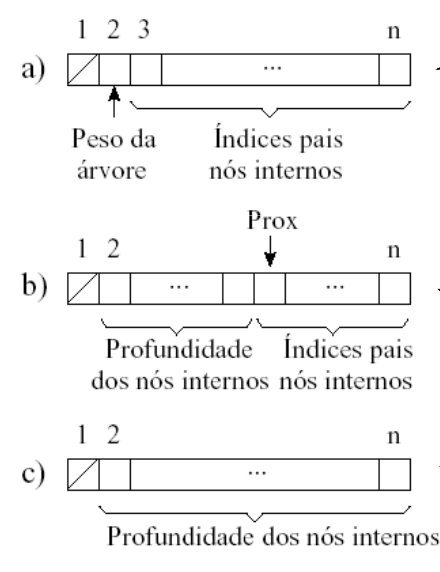 1 2 3 n
a) ...
Peso da Índices pais
árvore nós internos
Prox
1 2 n
b) ... ...
Profundidade Índices pais
dos nós internos nós internos
1 2 n
c) ...
Profundidade dos nós internos